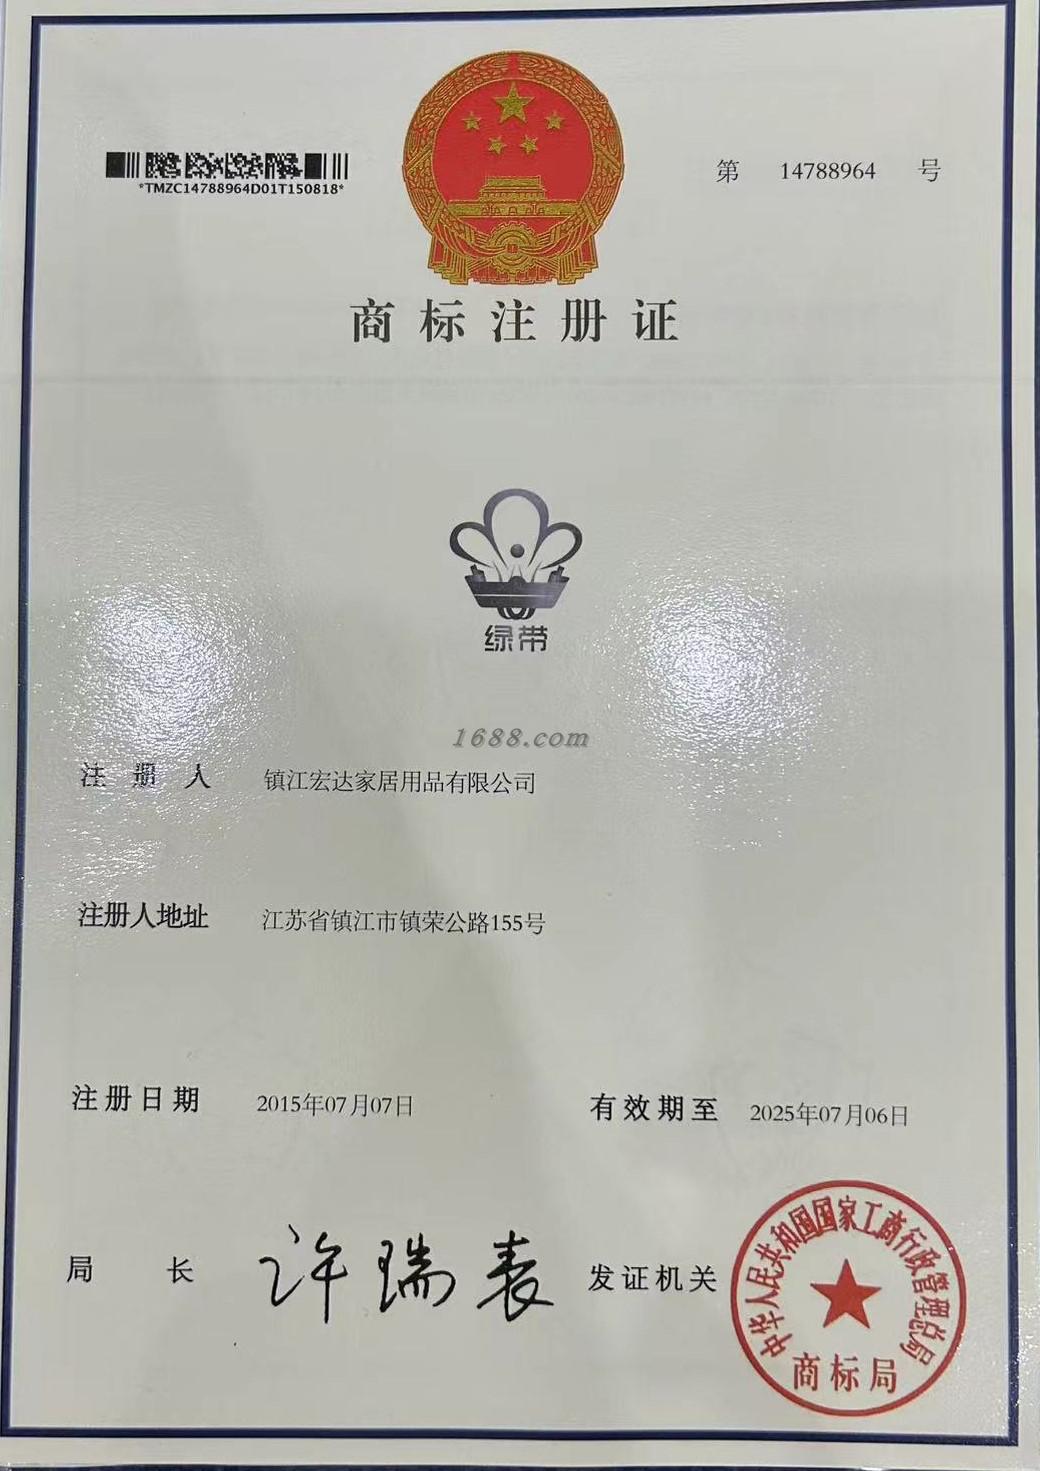 *TMZC14788964D01T150818*
第 14788964 号
商标注册证
绿带
1688.com
注册人 镇江宏达家居用品有限公司
注册人地址 江苏省镇江市镇荣公路155号
注册日期 2015年07月07日 有效期至 2025年07月06日
局长 许瑞表 发证机关
中华人民共和国国家工商行政管理总局
商标局